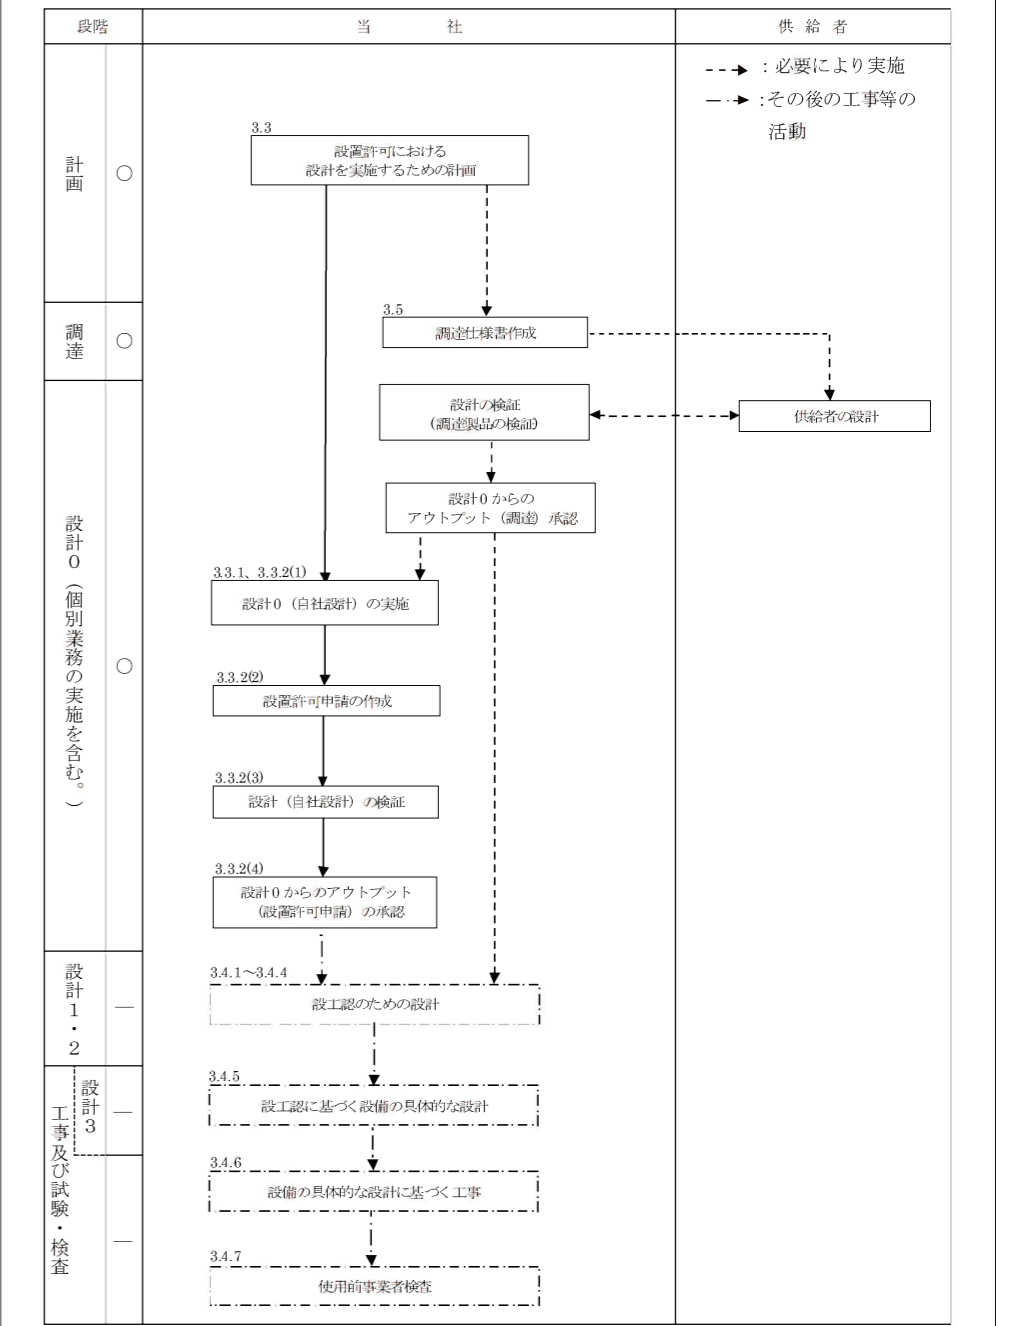 段階
当 社
供 給 者
：必要により実施
：その後の工事等の
活動
計画
○
3.3
設置許可における
設計を実施するための計画
調達
○
3.5
調達仕様書作成
設計の検証
（調達製品の検証）
供給者の設計
設計０からの
アウトプット（調達）承認
設計０（個別業務の実施を含む。）
○
3.3.1、3.3.2(1)
設計０（自社設計）の実施
3.3.2(2)
設置許可申請の作成
3.3.2(3)
設計（自社設計）の検証
3.3.2(4)
設計０からのアウトプット
（設置許可申請）の承認
設計１・２
―
3.4.1～3.4.4
設工認のための設計
工事及び試験・検査
設計３
―
3.4.5
設工認に基づく設備の具体的な設計
―
3.4.6
設備の具体的な設計に基づく工事
3.4.7
使用前事業者検査